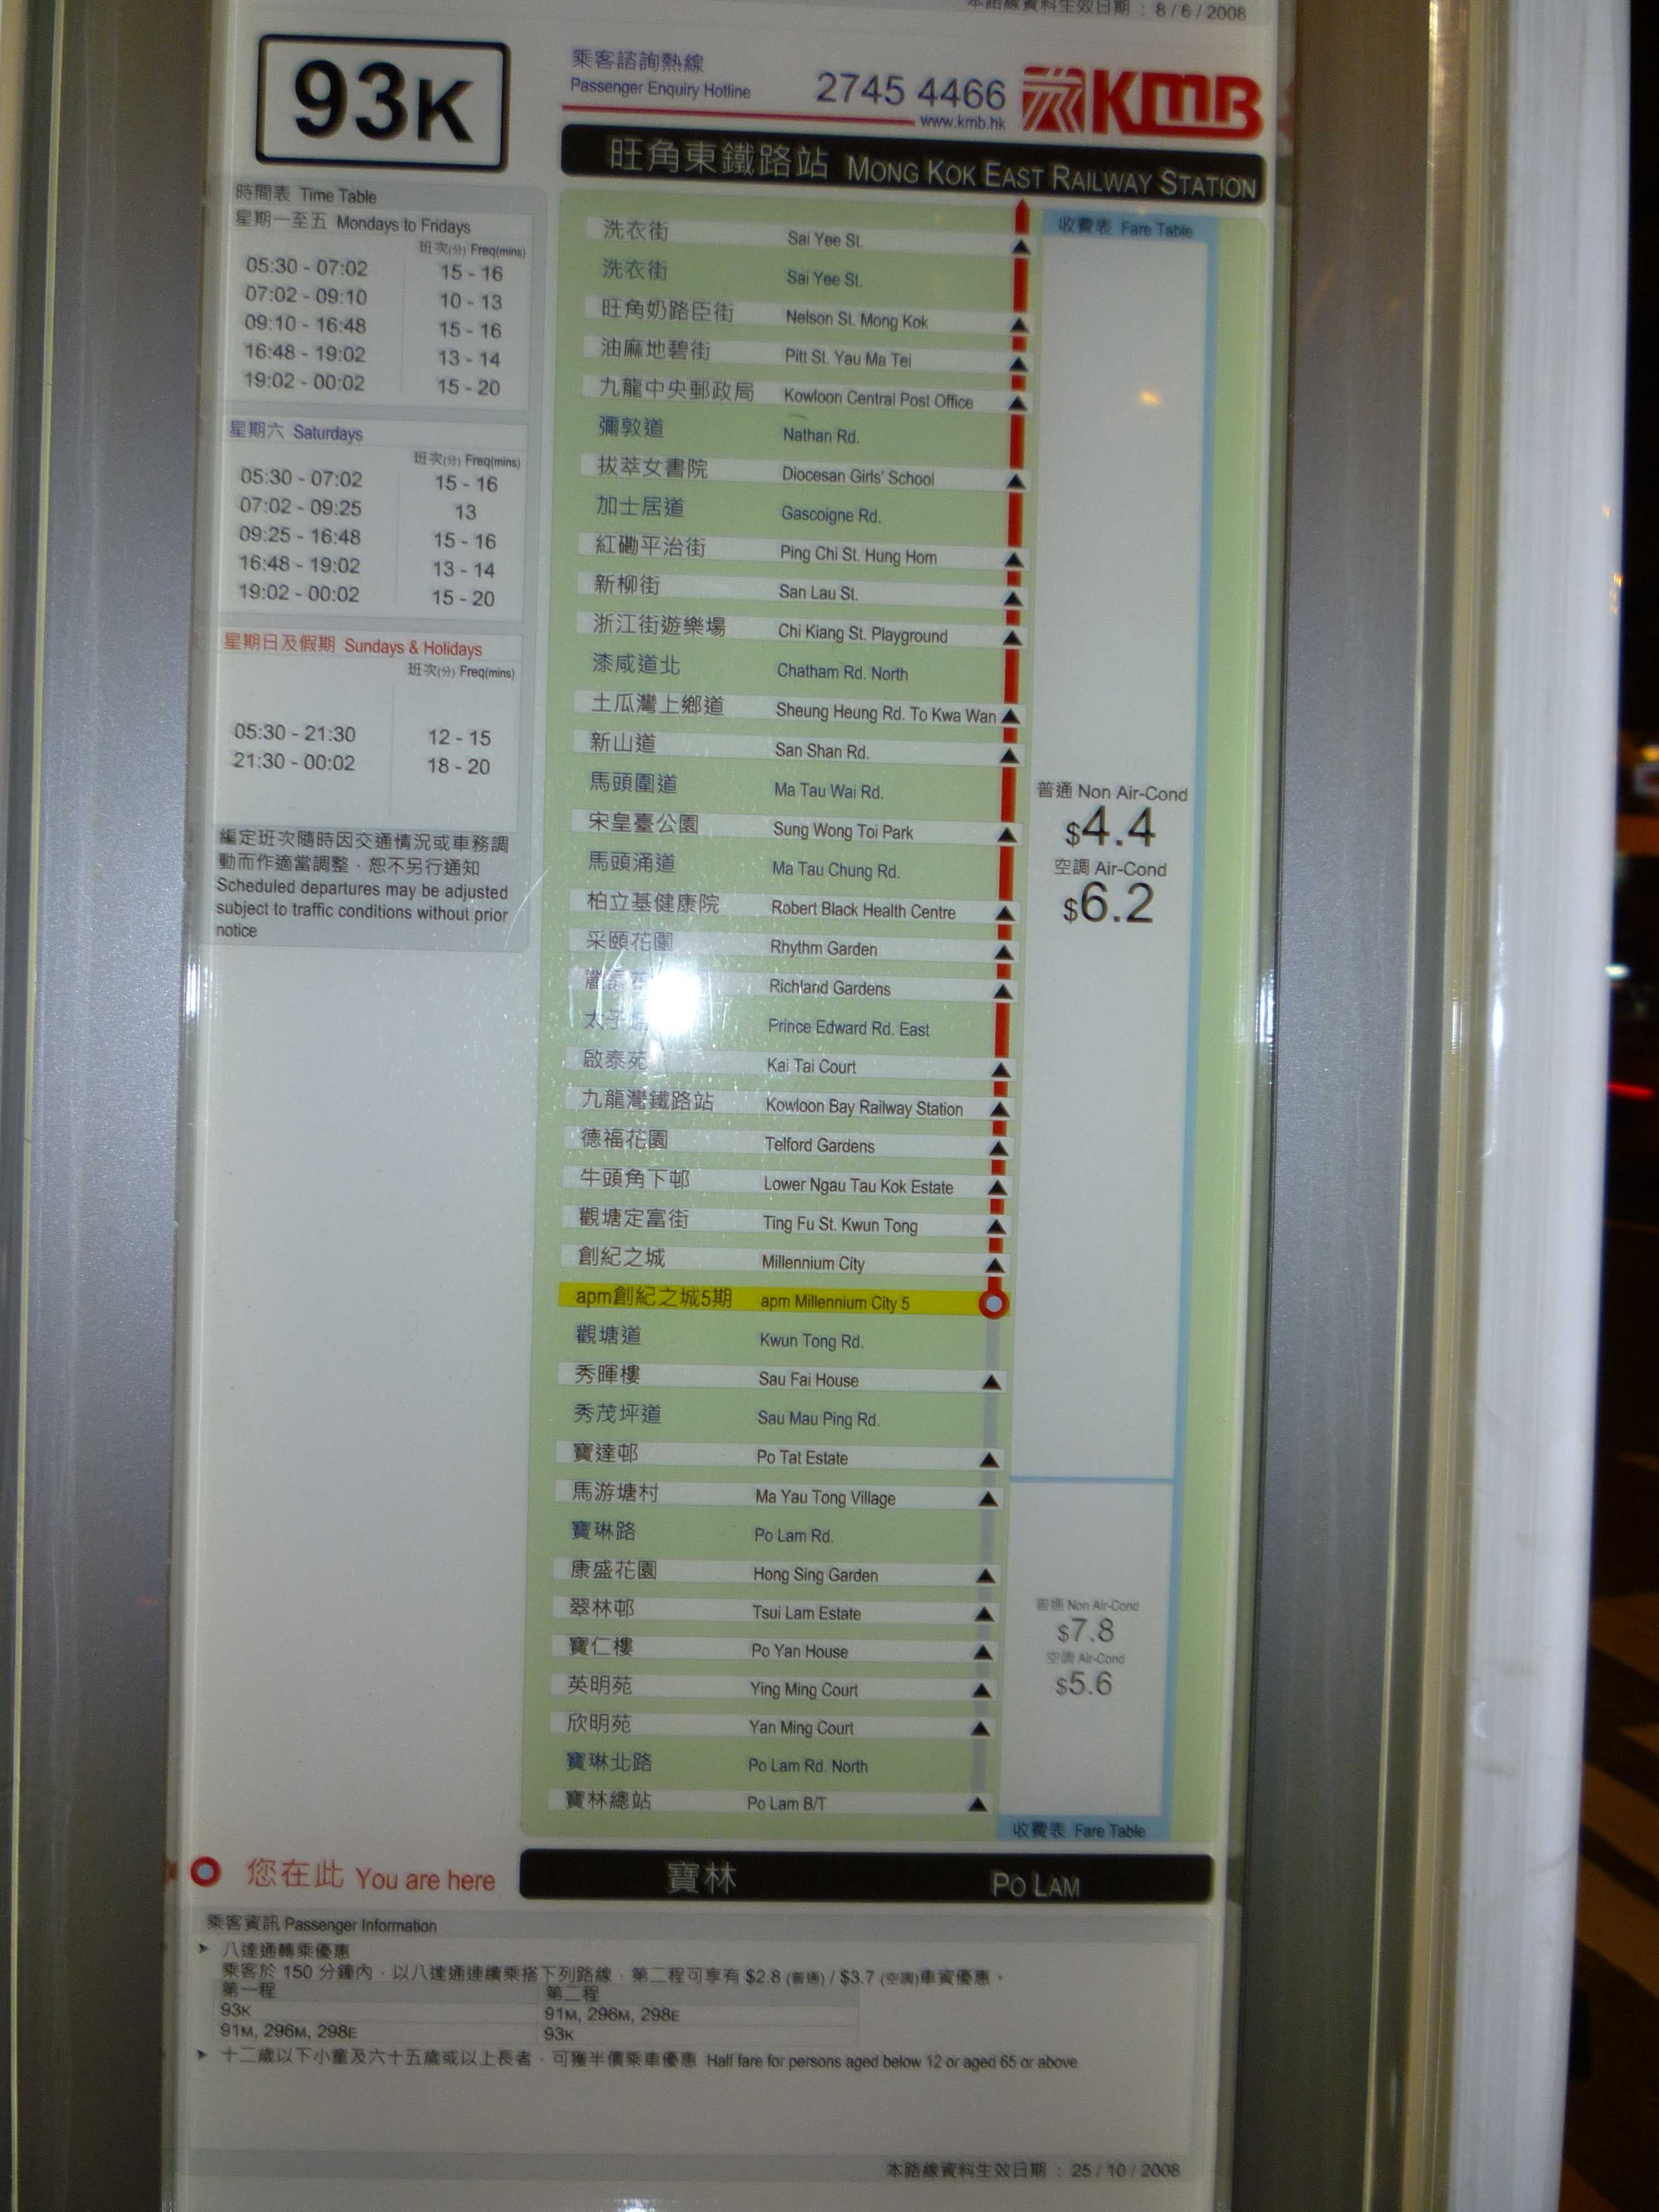 本路線資料生效日期 : 8 / 6 / 2008
93K
乘客諮詢熱線
Passenger Enquiry Hotline
2745 4466
www.kmb.hk
KMB
旺角東鐵路站 MONG KOK EAST RAILWAY STATION
時間表 Time Table
星期一至五 Mondays to Fridays
班次(分) Freq(mins)
05:30 - 07:02 15 - 16
07:02 - 09:10 10 - 13
09:10 - 16:48 15 - 16
16:48 - 19:02 13 - 14
19:02 - 00:02 15 - 20
星期六 Saturdays
班次(分) Freq(mins)
05:30 - 07:02 15 - 16
07:02 - 09:25 13
09:25 - 16:48 15 - 16
16:48 - 19:02 13 - 14
19:02 - 00:02 15 - 20
星期日及假期 Sundays & Holidays
班次(分) Freq(mins)
05:30 - 21:30 12 - 15
21:30 - 00:02 18 - 20
編定班次隨時因交通情況或車務調
動而作適當調整，恕不另行通知
Scheduled departures may be adjusted
subject to traffic conditions without prior
notice
洗衣街 Sai Yee St.
洗衣街 Sai Yee St.
旺角奶路臣街 Nelson St. Mong Kok
油麻地碧街 Pitt St. Yau Ma Tei
九龍中央郵政局 Kowloon Central Post Office
彌敦道 Nathan Rd.
拔萃女書院 Diocesan Girls' School
加士居道 Gascoigne Rd.
紅磡平治街 Ping Chi St. Hung Hom
新柳街 San Lau St.
浙江街遊樂場 Chi Kiang St. Playground
漆咸道北 Chatham Rd. North
土瓜灣上鄉道 Sheung Heung Rd. To Kwa Wan
新山道 San Shan Rd.
馬頭圍道 Ma Tau Wai Rd.
宋皇臺公園 Sung Wong Toi Park
馬頭涌道 Ma Tau Chung Rd.
柏立基健康院 Robert Black Health Centre
采頤花園 Rhythm Garden
Richland Gardens
太子 Prince Edward Rd. East
啟泰苑 Kai Tai Court
九龍灣鐵路站 Kowloon Bay Railway Station
德福花園 Telford Gardens
牛頭角下邨 Lower Ngau Tau Kok Estate
觀塘定富街 Ting Fu St. Kwun Tong
創紀之城 Millennium City
apm創紀之城5期 apm Millennium City 5
觀塘道 Kwun Tong Rd.
秀暉樓 Sau Fai House
秀茂坪道 Sau Mau Ping Rd.
寶達邨 Po Tat Estate
馬游塘村 Ma Yau Tong Village
寶琳路 Po Lam Rd.
康盛花園 Hong Sing Garden
翠林邨 Tsui Lam Estate
寶仁樓 Po Yan House
英明苑 Ying Ming Court
欣明苑 Yan Ming Court
寶琳北路 Po Lam Rd. North
寶林總站 Po Lam B/T
收費表 Fare Table
普通 Non Air-Cond
$4.4
空調 Air-Cond
$6.2
普通 Non Air-Cond
$7.8
空調 Air-Cond
$5.6
收費表 Fare Table
您在此 You are here
寶林 PO LAM
乘客資訊 Passenger Information
八達通轉乘優惠
乘客於 150 分鐘內，以八達通連續乘搭下列路線，第二程可享有 $2.8 (普通) / $3.7 (空調)車資優惠。
第一程 第二程
93K 91M, 296M, 298E
91M, 296M, 298E 93K
十二歲以下小童及六十五歲或以上長者，可獲半價乘車優惠 Half fare for persons aged below 12 or aged 65 or above
本路線資料生效日期 : 25 / 10 / 2008